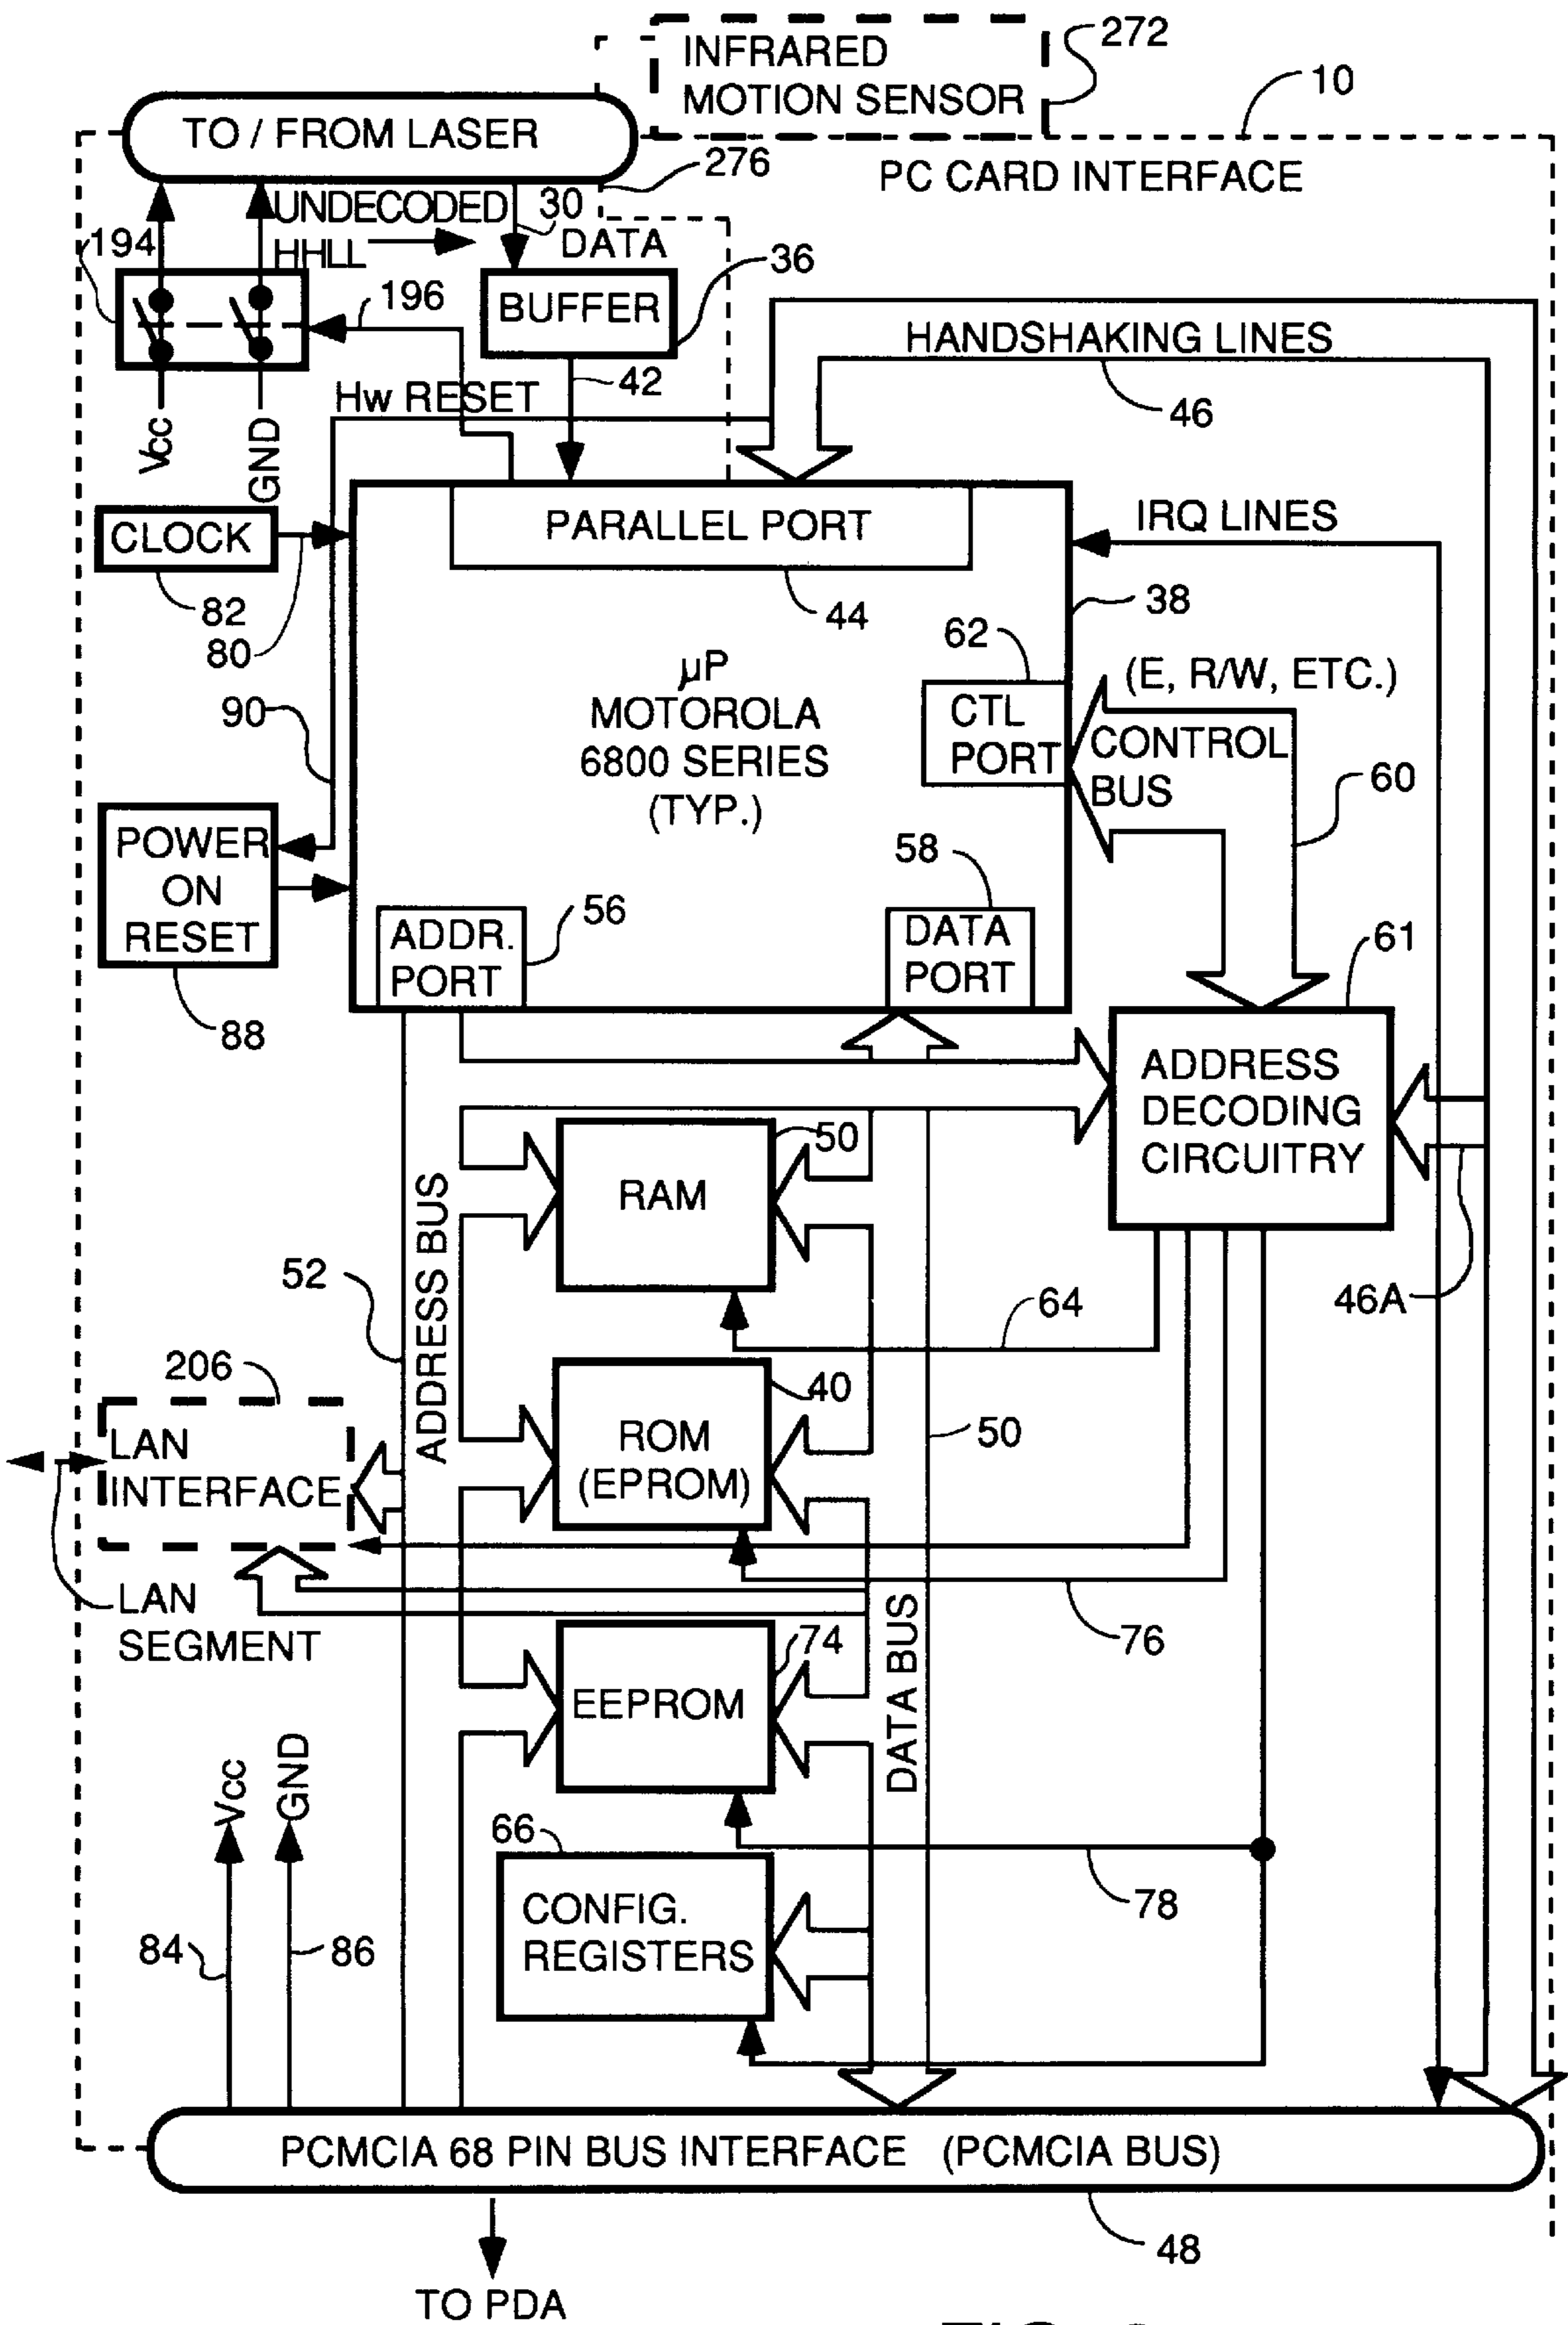 INFRARED
MOTION SENSOR
272
10
TO / FROM LASER
276
PC CARD INTERFACE
UNDECODED
30
194
HHLL
DATA
36
196
BUFFER
HANDSHAKING LINES
42
Hw RESET
46
Vcc
GND
CLOCK
PARALLEL PORT
IRQ LINES
82
44
38
80
62
µP
MOTOROLA
6800 SERIES
(TYP.)
(E, R/W, ETC.)
90
CTL
PORT
CONTROL
BUS
60
POWER
ON
RESET
58
56
ADDR.
PORT
DATA
PORT
61
88
ADDRESS
DECODING
CIRCUITRY
50
RAM
ADDRESS BUS
52
64
46A
206
40
LAN
INTERFACE
ROM
(EPROM)
50
LAN
SEGMENT
76
74
EEPROM
DATA BUS
Vcc
GND
66
78
CONFIG.
REGISTERS
84
86
PCMCIA 68 PIN BUS INTERFACE (PCMCIA BUS)
48
TO PDA